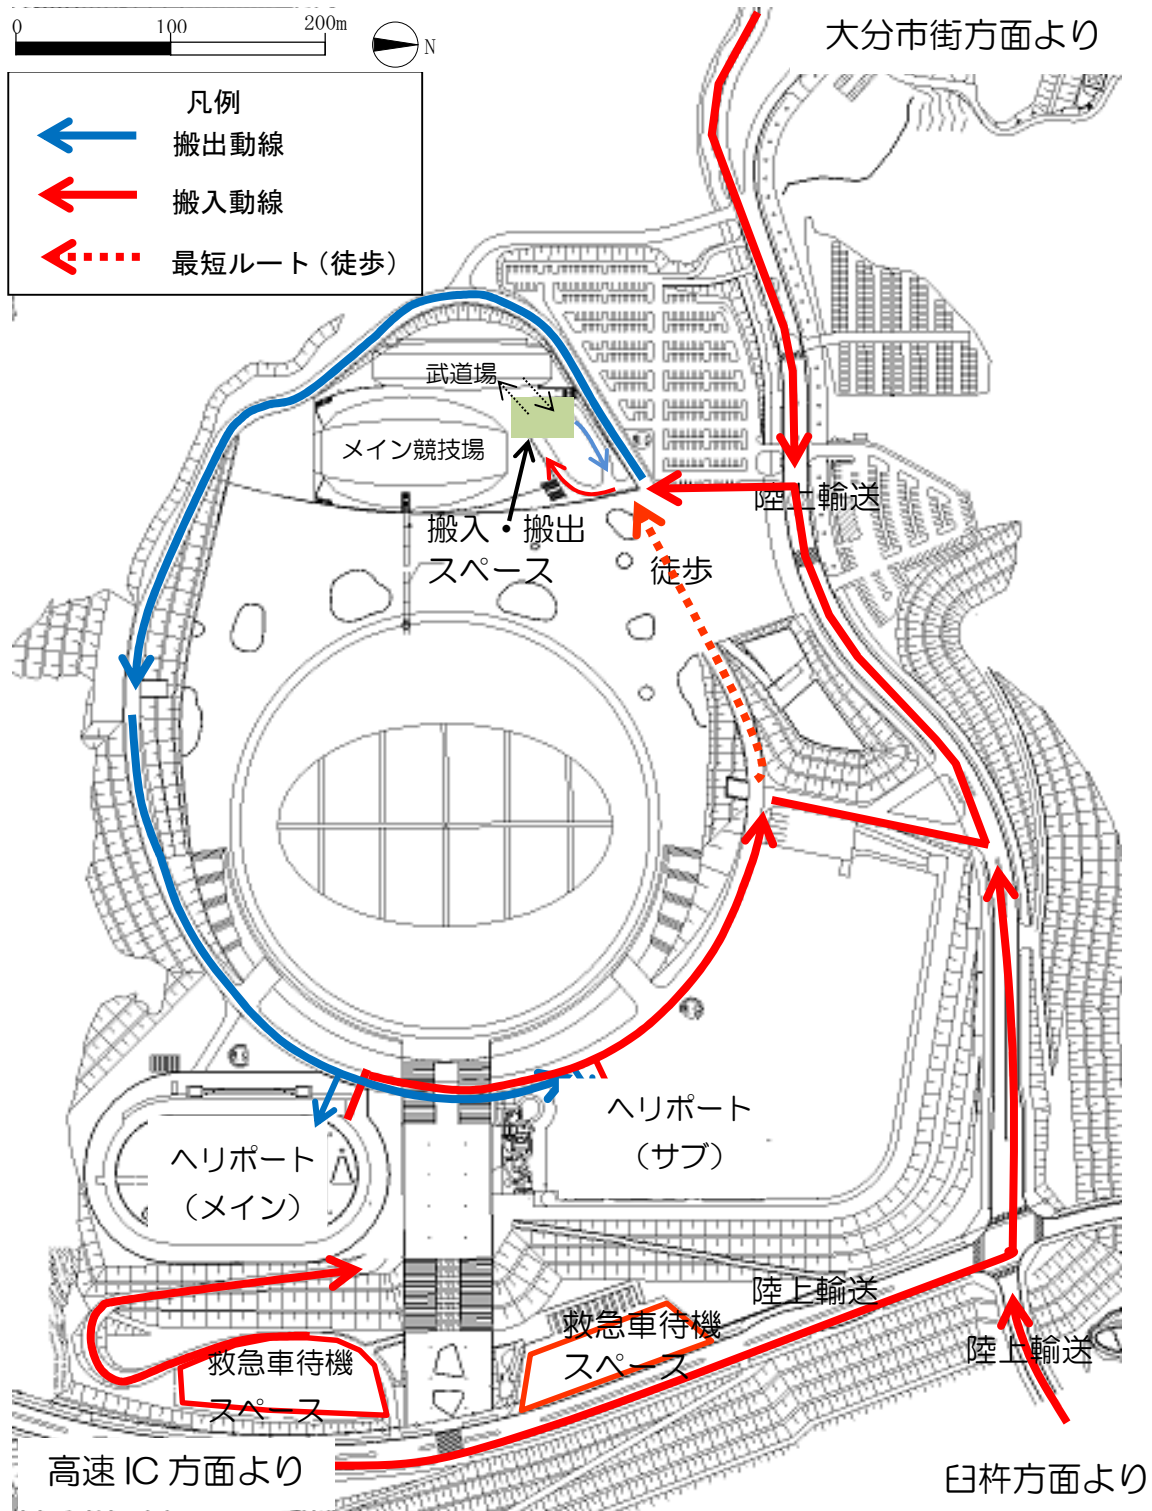 0 100 200m
N
大分市街方面より
凡例
搬出動線
搬入動線
最短ルート（徒歩）
武道場
メイン競技場
陸上輸送
搬入・搬出
スペース
徒歩
ヘリポート
（サブ）
ヘリポート
（メイン）
陸上輸送
救急車待機
スペース
陸上輸送
救急車待機
スペース
高速 IC 方面より
臼杵方面より